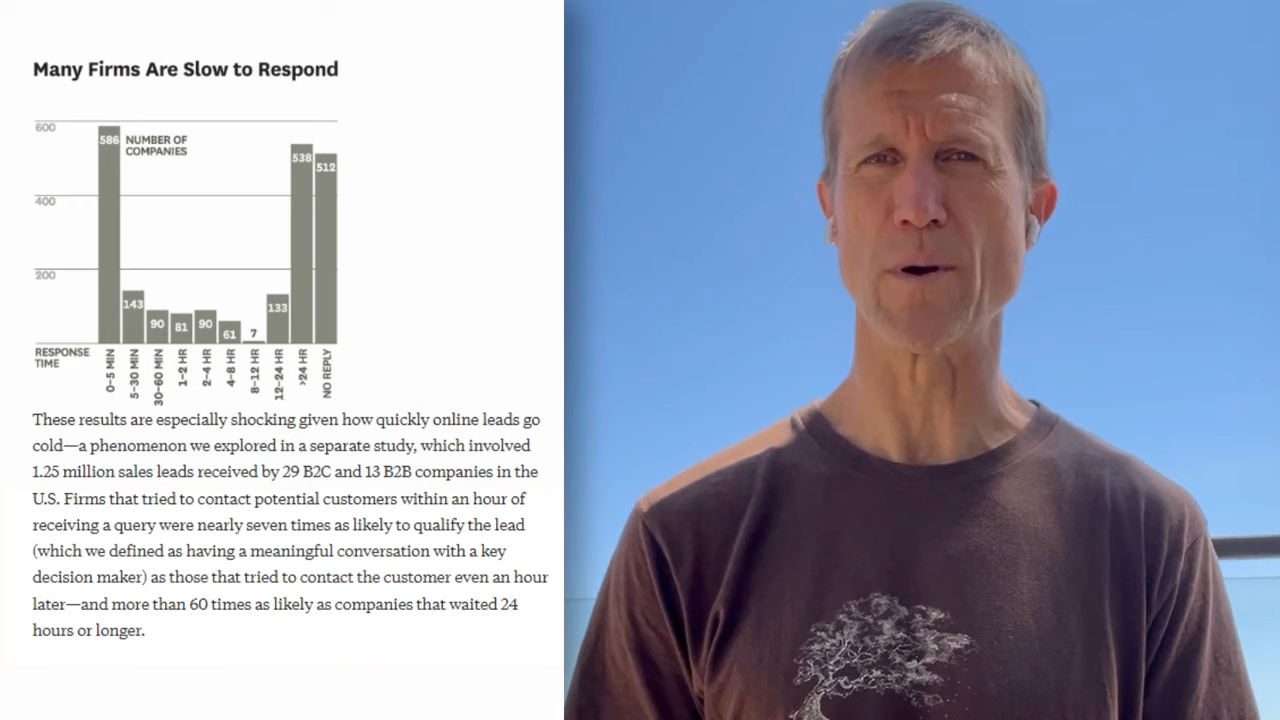 Many Firms Are Slow to Respond
600
586
NUMBER OF
COMPANIES
538
512
400
200
143
90
81
90
61
7
133
RESPONSE
TIME
0–5 MIN
5–30 MIN
30–60 MIN
1–2 HR
2–4 HR
4–8 HR
8–12 HR
12–24 HR
>24 HR
NO REPLY
These results are especially shocking given how quickly online leads go
cold—a phenomenon we explored in a separate study, which involved
1.25 million sales leads received by 29 B2C and 13 B2B companies in the
U.S. Firms that tried to contact potential customers within an hour of
receiving a query were nearly seven times as likely to qualify the lead
(which we defined as having a meaningful conversation with a key
decision maker) as those that tried to contact the customer even an hour
later—and more than 60 times as likely as companies that waited 24
hours or longer.